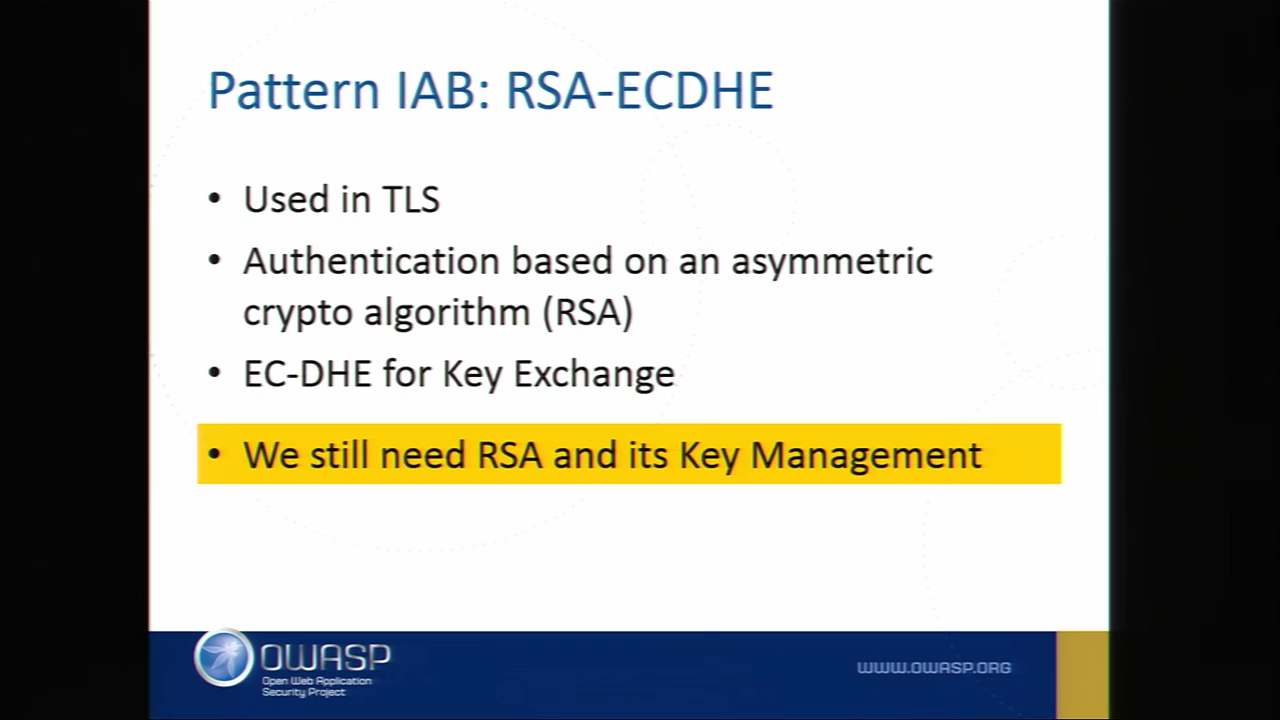 Pattern IAB: RSA-ECDHE
• Used in TLS
• Authentication based on an asymmetric
crypto algorithm (RSA)
• EC-DHE for Key Exchange
• We still need RSA and its Key Management
OWASP
Open Web Application
Security Project
WWW.OWASP.ORG